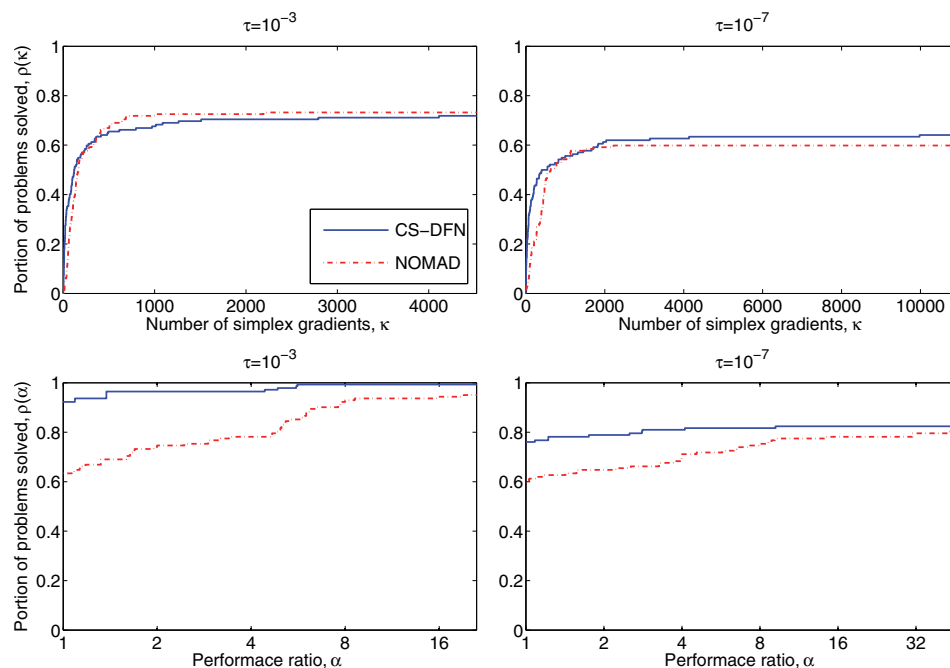 τ=10⁻³
1
0.8
0.6
0.4
0.2
0
Portion of problems solved, ρ(κ)
0 1000 2000 3000 4000
Number of simplex gradients, κ
CS−DFN
NOMAD
τ=10⁻⁷
1
0.8
0.6
0.4
0.2
0
0 2000 4000 6000 8000 10000
Number of simplex gradients, κ
τ=10⁻³
1
0.8
0.6
0.4
0.2
0
Portion of problems solved, ρ(α)
1 2 4 8 16
Performace ratio, α
τ=10⁻⁷
1
0.8
0.6
0.4
0.2
0
1 2 4 8 16 32
Performace ratio, α